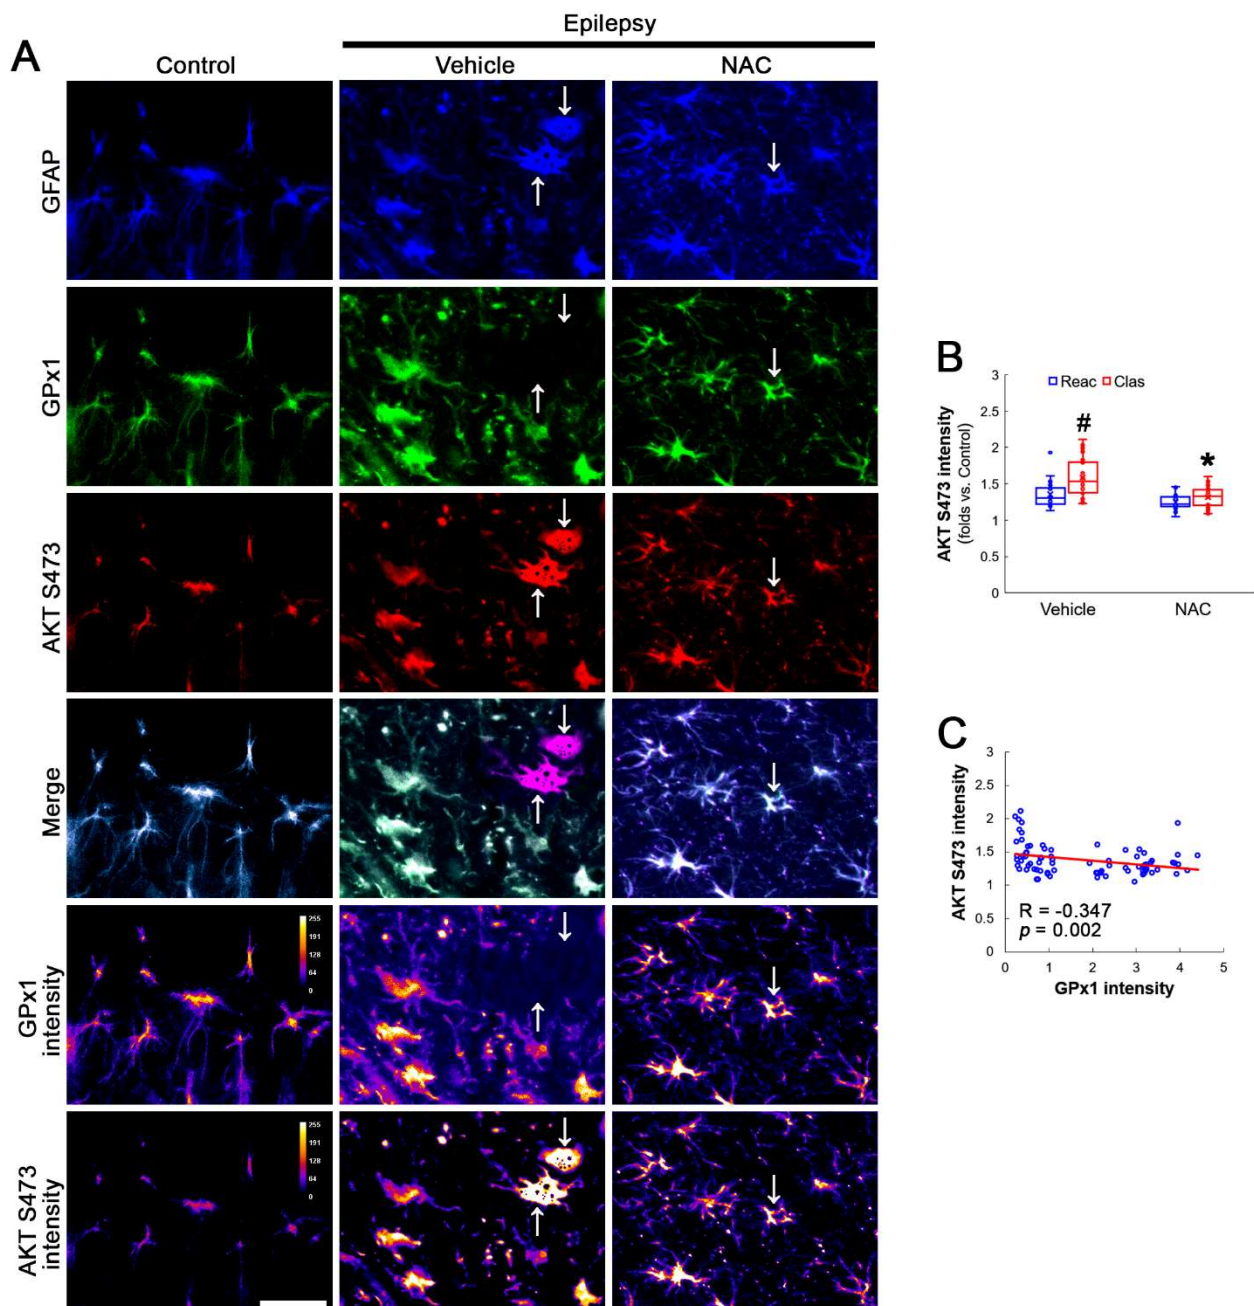 Epilepsy
A
Control
Vehicle
NAC
GFAP
GPx1
AKT S473
Merge
GPx1
intensity
255
191
128
64
0
AKT S473
intensity
255
191
128
64
0
B
AKT S473 intensity
(folds vs. Control)
3
2.5
2
1.5
1
0.5
0
Reac Clas
#
*
Vehicle
NAC
C
AKT S473 intensity
3
2.5
2
1.5
1
0.5
0
R = -0.347
p = 0.002
0 1 2 3 4 5
GPx1 intensity